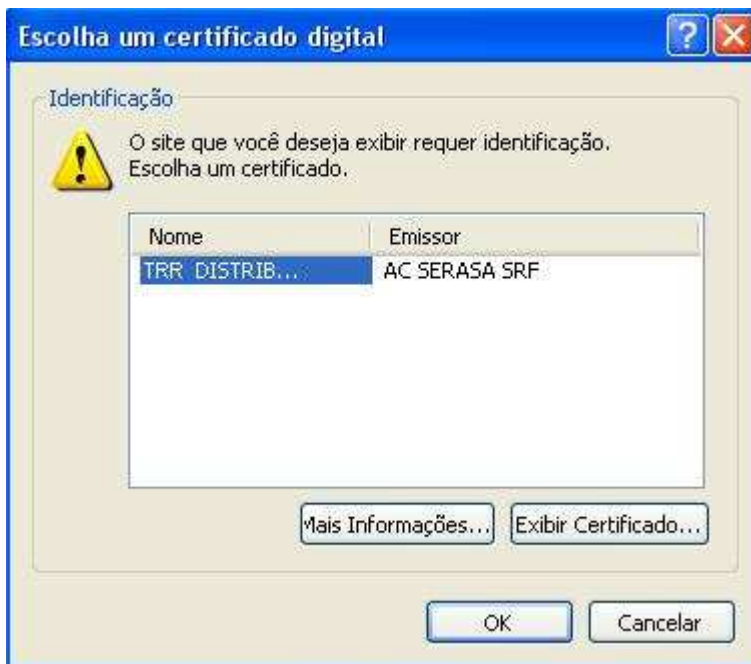 Escolha um certificado digital
Identificação
O site que você deseja exibir requer identificação.
Escolha um certificado.
Nome Emissor
TRR DISTRIB... AC SERASA SRF
Mais Informações... Exibir Certificado...
OK Cancelar